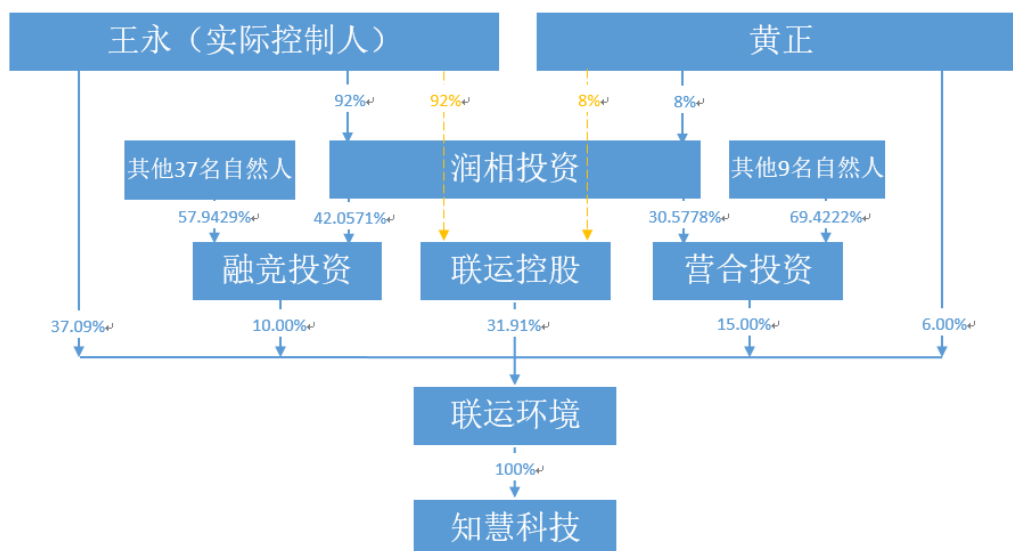 王永（实际控制人）
黄正
92%
92%
8%
8%
其他37名自然人
润相投资
其他9名自然人
57.9429%
42.0571%
30.5778%
69.4222%
融竞投资
联运控股
营合投资
37.09%
10.00%
31.91%
15.00%
6.00%
联运环境
100%
知慧科技